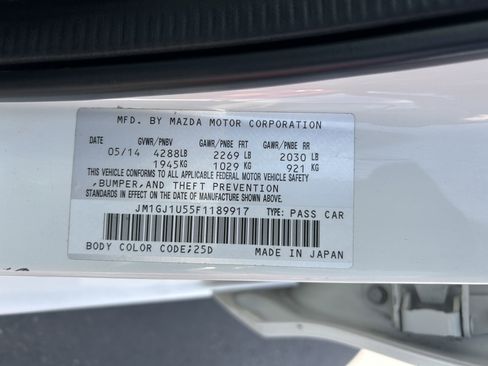 MFD. BY MAZDA MOTOR CORPORATION
DATE GVWR/PNBV GAWR/PNBE FR GAWR/PNBE RR
05/14 4288LB 2269 LB 2030 LB
1945KG 1029 KG 921 KG
THIS VEHICLE CONFORMS TO ALL APPLICABLE FEDERAL MOTOR VEHICLE SAFETY
,BUMPER,AND THEFT PREVENTION
STANDARDS IN EFFECT ON THE DATE OF MANUFACTURE SHOWN ABOVE.
JM1GJ1U55F1189917 TYPE: PASS CAR
BODY COLOR CODE;25D MADE IN JAPAN